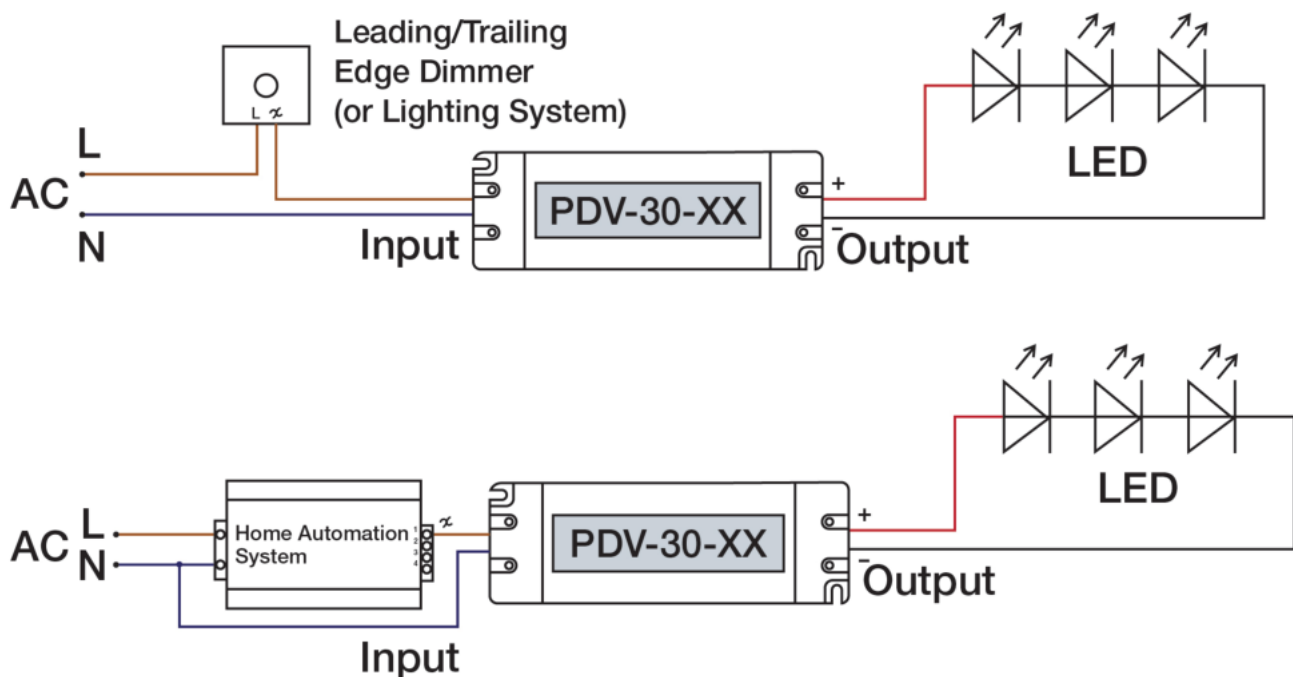 Leading/Trailing
Edge Dimmer
(or Lighting System)
L
L
AC
N
Input
PDV-30-XX
+
-
Output
LED
AC
L
N
Home Automation
System
1
2
3
4
Input
PDV-30-XX
+
-
Output
LED